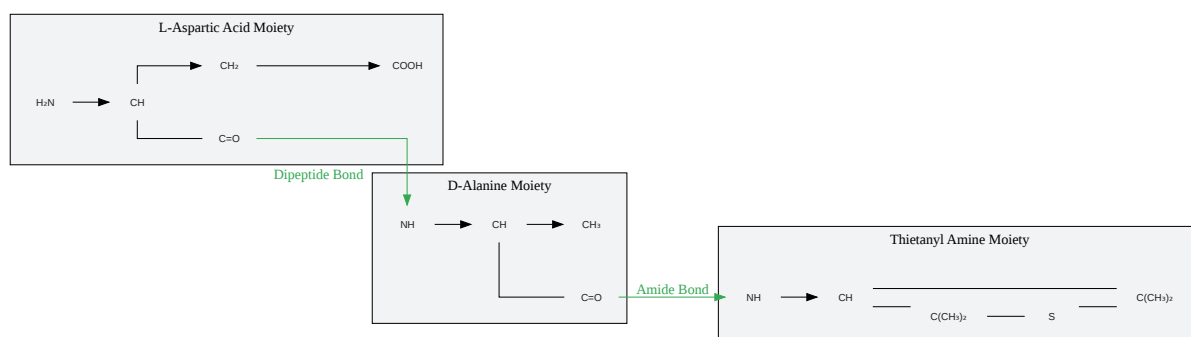 L-Aspartic Acid Moiety
CH₂ COOH
H₂N CH
C=O
Dipeptide Bond
D-Alanine Moiety
NH CH CH₃
C=O
Amide Bond
Thietanyl Amine Moiety
NH CH C(CH₃)₂
C(CH₃)₂ S